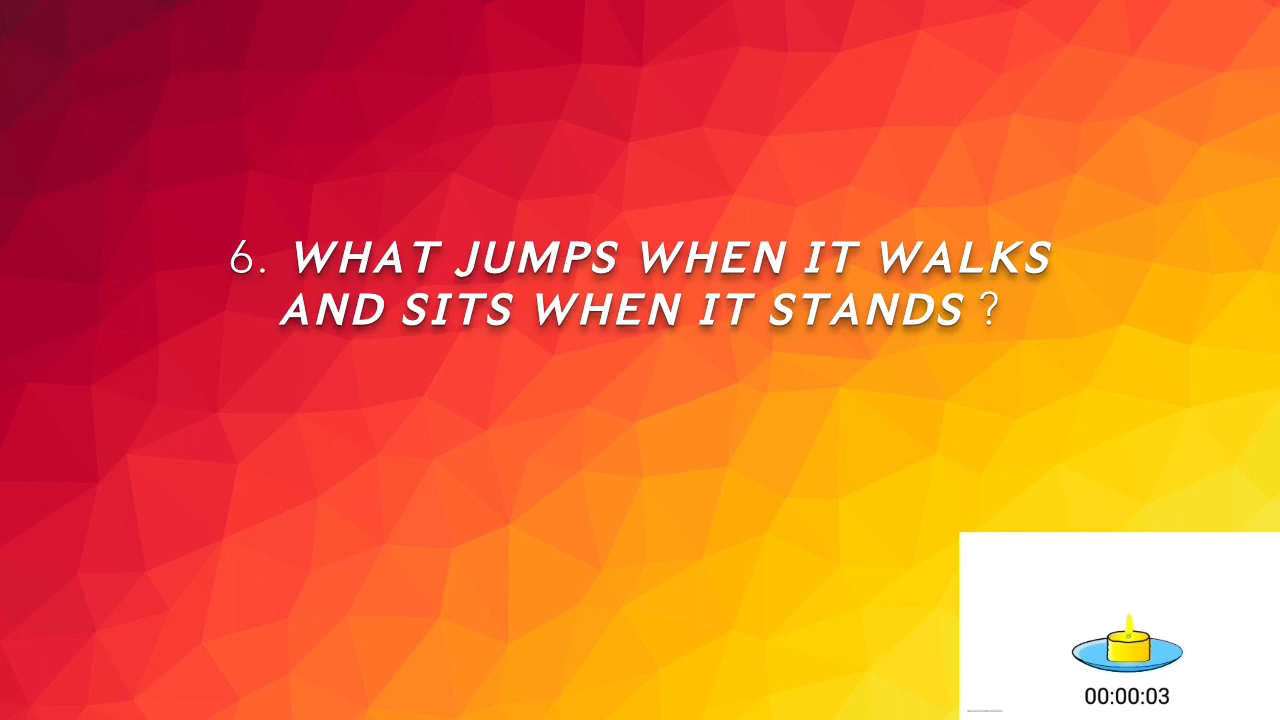 6. WHAT JUMPS WHEN IT WALKS
AND SITS WHEN IT STANDS ?
00:00:03